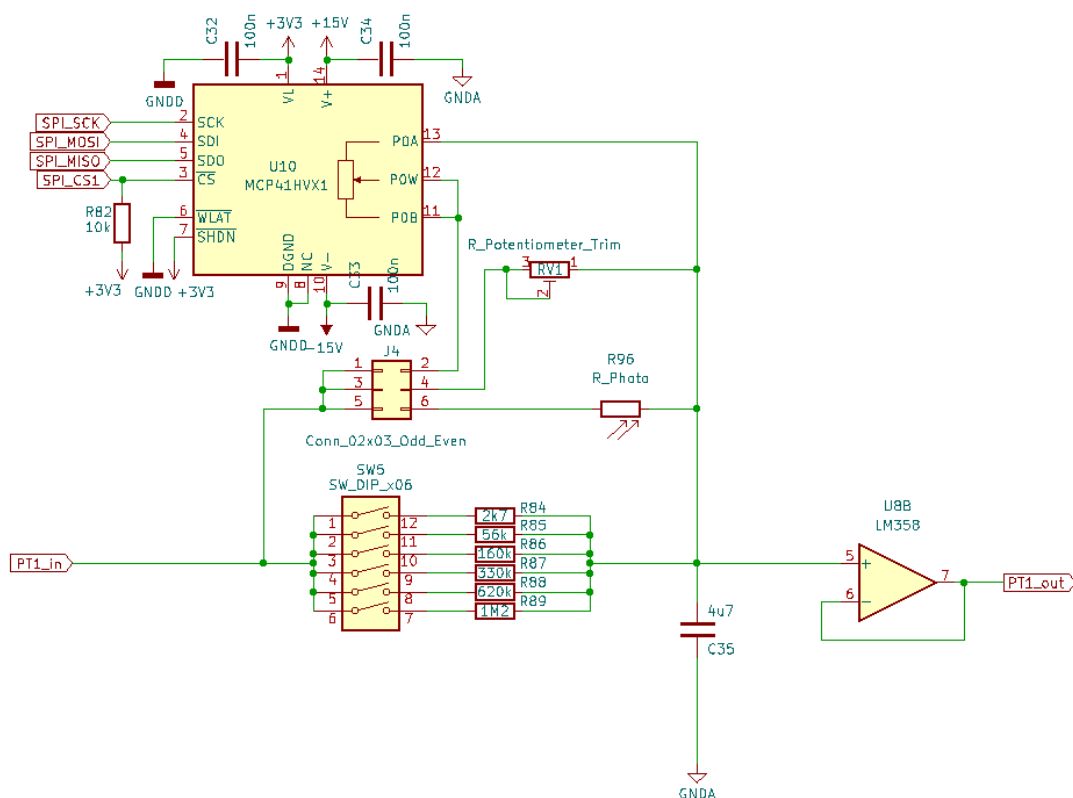 C32
100n
+3V3
+15V
C34
100n
GNDD
GNDA
1
14
VL
V+
SPI_SCK
2
SCK
SPI_MOSI
4
SDI
SPI_MISO
5
SDO
SPI_CS1
3
CS
U10
MCP41HVX1
P0A
13
P0W
12
P0B
11
R82
10k
6
WLAT
7
SHDN
+3V3
GNDD
+3V3
DGND
NC
V-
9
8
10
C33
100n
GNDD
-15V
GNDA
R_Potentiometer_Trim
3
RV1
1
2
J4
1
2
3
4
5
6
Conn_02x03_Odd_Even
R96
R_Photo
SW5
SW_DIP_x06
1
12
2k7
R84
2
11
56k
R85
3
10
160k
R86
4
9
330k
R87
5
8
620k
R88
6
7
1M2
R89
PT1_in
4u7
C35
GNDA
U8B
LM358
5
+
6
-
7
PT1_out